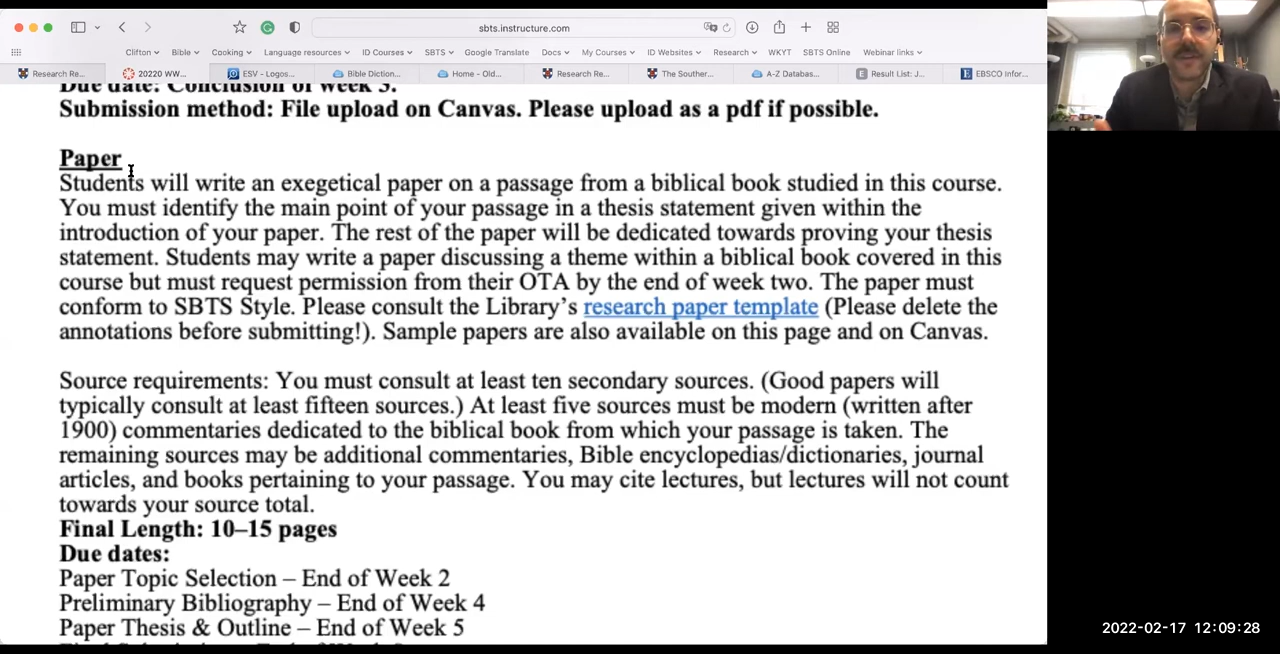 sbts.instructure.com
Clifton Bible Cooking Language resources ID Courses SBTS Google Translate Docs My Courses ID Websites Research WKYT SBTS Online Webinar links
Research Re... 20220 WW... ESV - Logos... Bible Diction... Home - Old... Research Re... The Souther... A-Z Databas... Result List: J... EBSCO Infor...
Due date: Conclusion of week 3.
Submission method: File upload on Canvas. Please upload as a pdf if possible.
Paper
Students will write an exegetical paper on a passage from a biblical book studied in this course.
You must identify the main point of your passage in a thesis statement given within the
introduction of your paper. The rest of the paper will be dedicated towards proving your thesis
statement. Students may write a paper discussing a theme within a biblical book covered in this
course but must request permission from their OTA by the end of week two. The paper must
conform to SBTS Style. Please consult the Library's research paper template (Please delete the
annotations before submitting!). Sample papers are also available on this page and on Canvas.
Source requirements: You must consult at least ten secondary sources. (Good papers will
typically consult at least fifteen sources.) At least five sources must be modern (written after
1900) commentaries dedicated to the biblical book from which your passage is taken. The
remaining sources may be additional commentaries, Bible encyclopedias/dictionaries, journal
articles, and books pertaining to your passage. You may cite lectures, but lectures will not count
towards your source total.
Final Length: 10–15 pages
Due dates:
Paper Topic Selection – End of Week 2
Preliminary Bibliography – End of Week 4
Paper Thesis & Outline – End of Week 5
2022-02-17 12:09:28